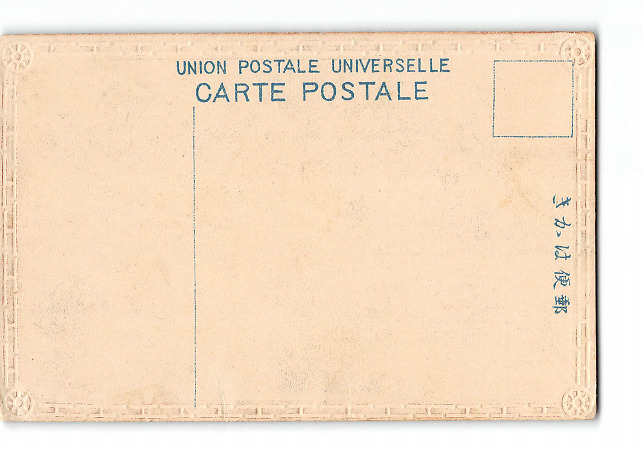 UNION POSTALE UNIVERSELLE
CARTE POSTALE
きかは便郵